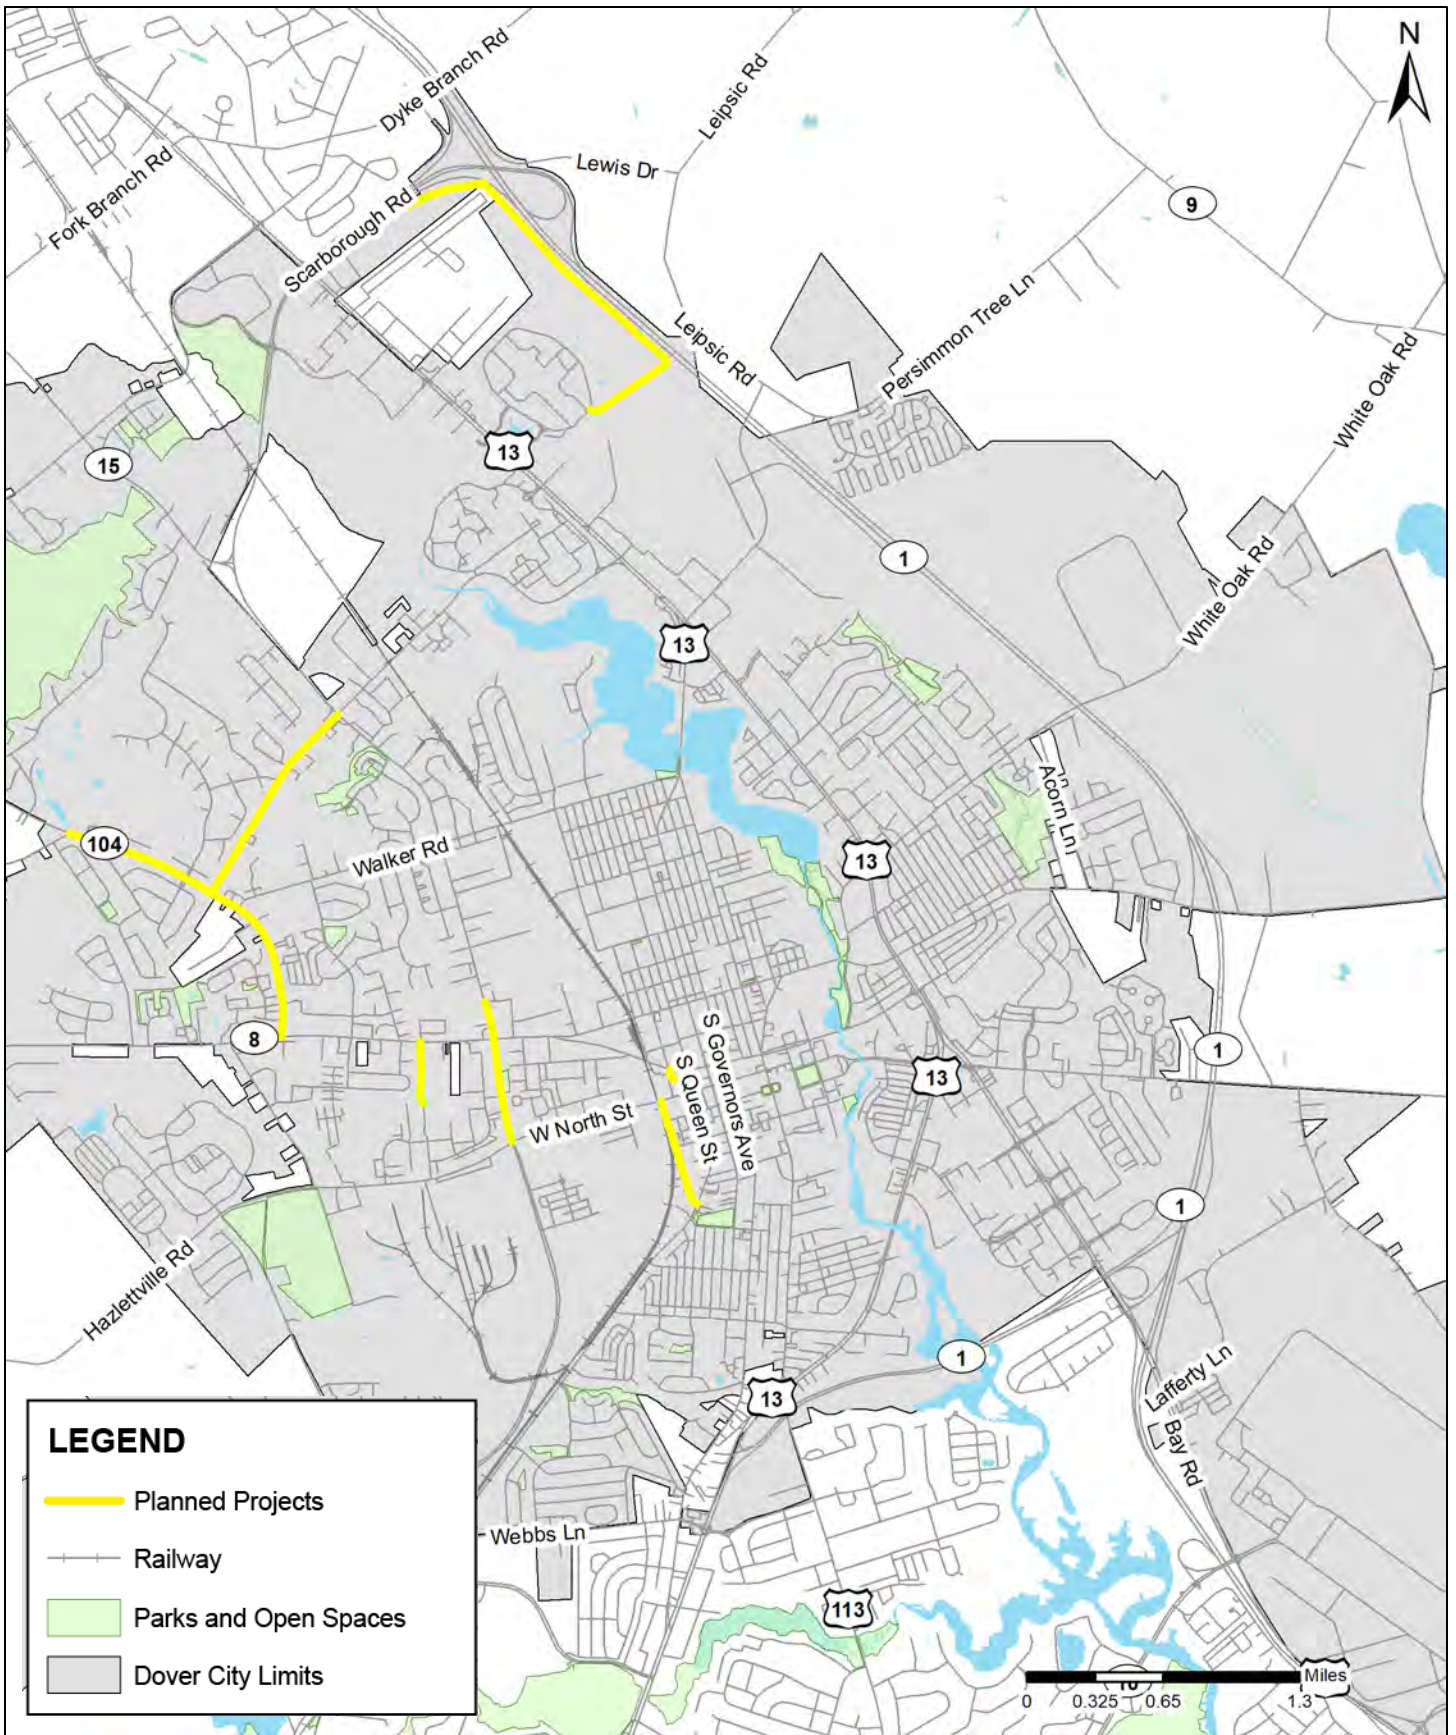 N
Dyke Branch Rd
Leipsic Rd
Lewis Dr
Fork Branch Rd
Scarborough Rd
9
Persimmon Tree Ln
Leipsic Rd
White Oak Rd
13
15
1
White Oak Rd
13
Acorn Ln
104
Walker Rd
13
8
S Governors Ave
1
S Queen St
13
W North St
1
Hazlettville Rd
1
Lafferty Ln
13
Bay Rd
LEGEND
Planned Projects
Webbs Ln
Railway
113
Parks and Open Spaces
Dover City Limits
Miles
0 0.325 0.65 1.3